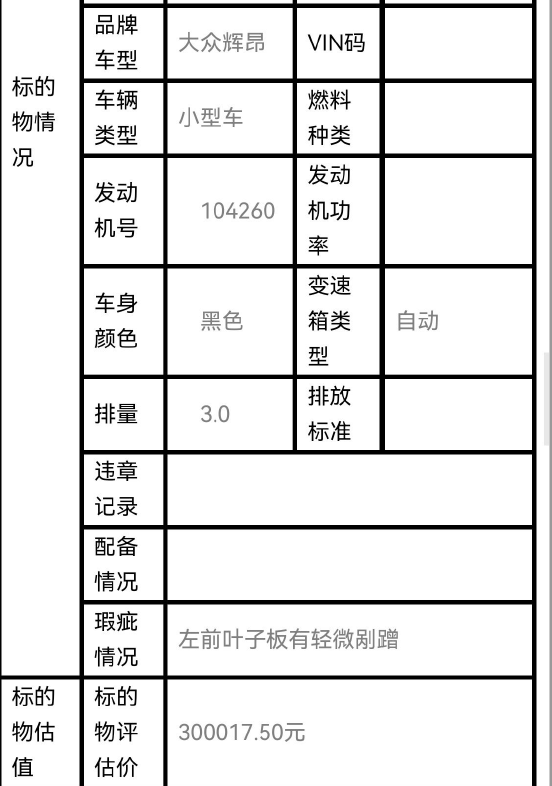 标的
物情
况
品牌
车型
大众辉昂
VIN码
车辆
类型
小型车
燃料
种类
发动
机号
104260
发动
机功
率
车身
颜色
黑色
变速
箱类
型
自动
排量
3.0
排放
标准
违章
记录
配备
情况
瑕疵
情况
左前叶子板有轻微剐蹭
标的
物估
值
标的
物评
估价
300017.50元